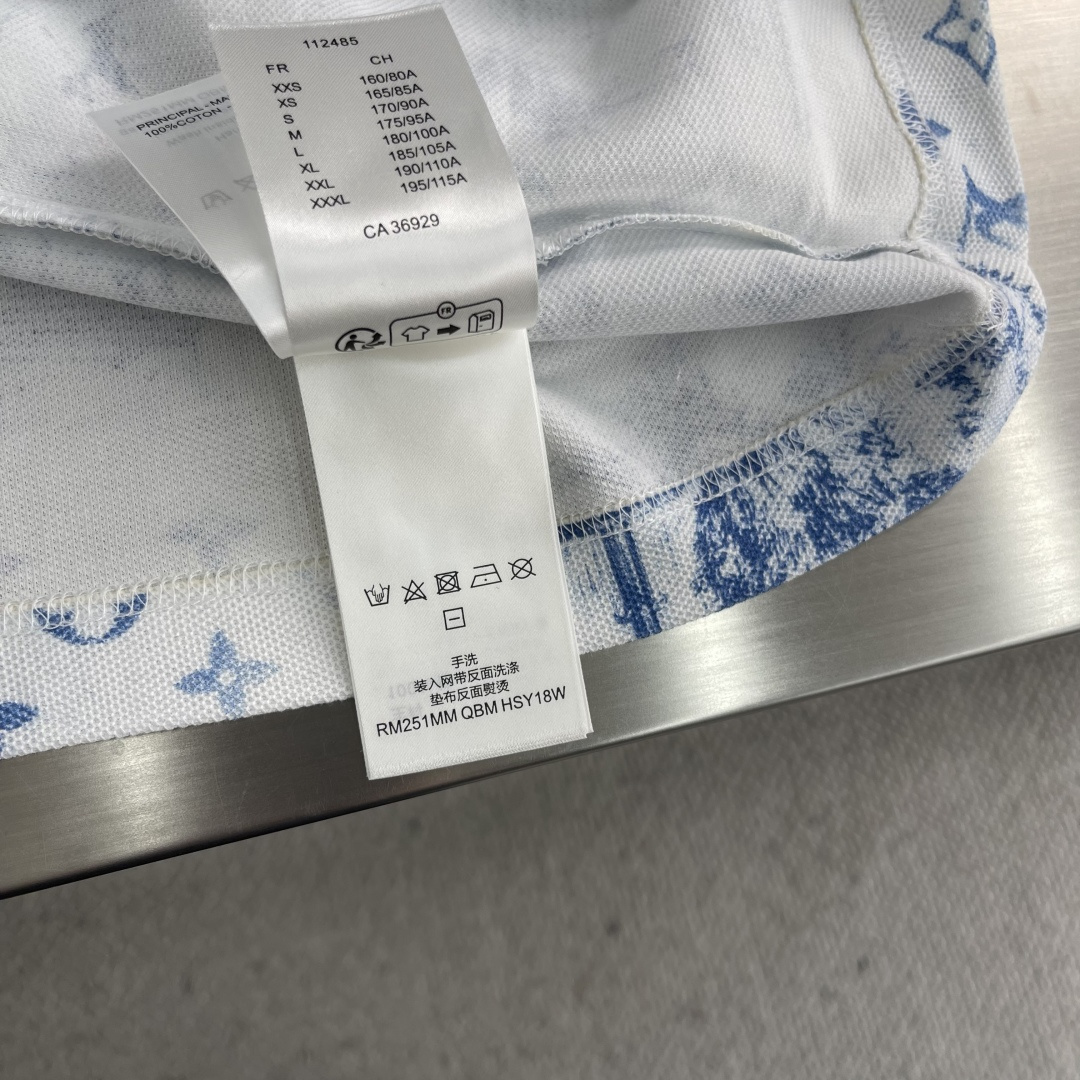 112485
FR CH
XXS 160/80A
XS 165/85A
S 170/90A
M 175/95A
L 180/100A
XL 185/105A
XXL 190/110A
XXXL 195/115A
CA 36929
PRINCIPAL - MA
100%COTON -
FR
手洗
装入网带反面洗涤
垫布反面熨烫
RM251MM QBM HSY18W